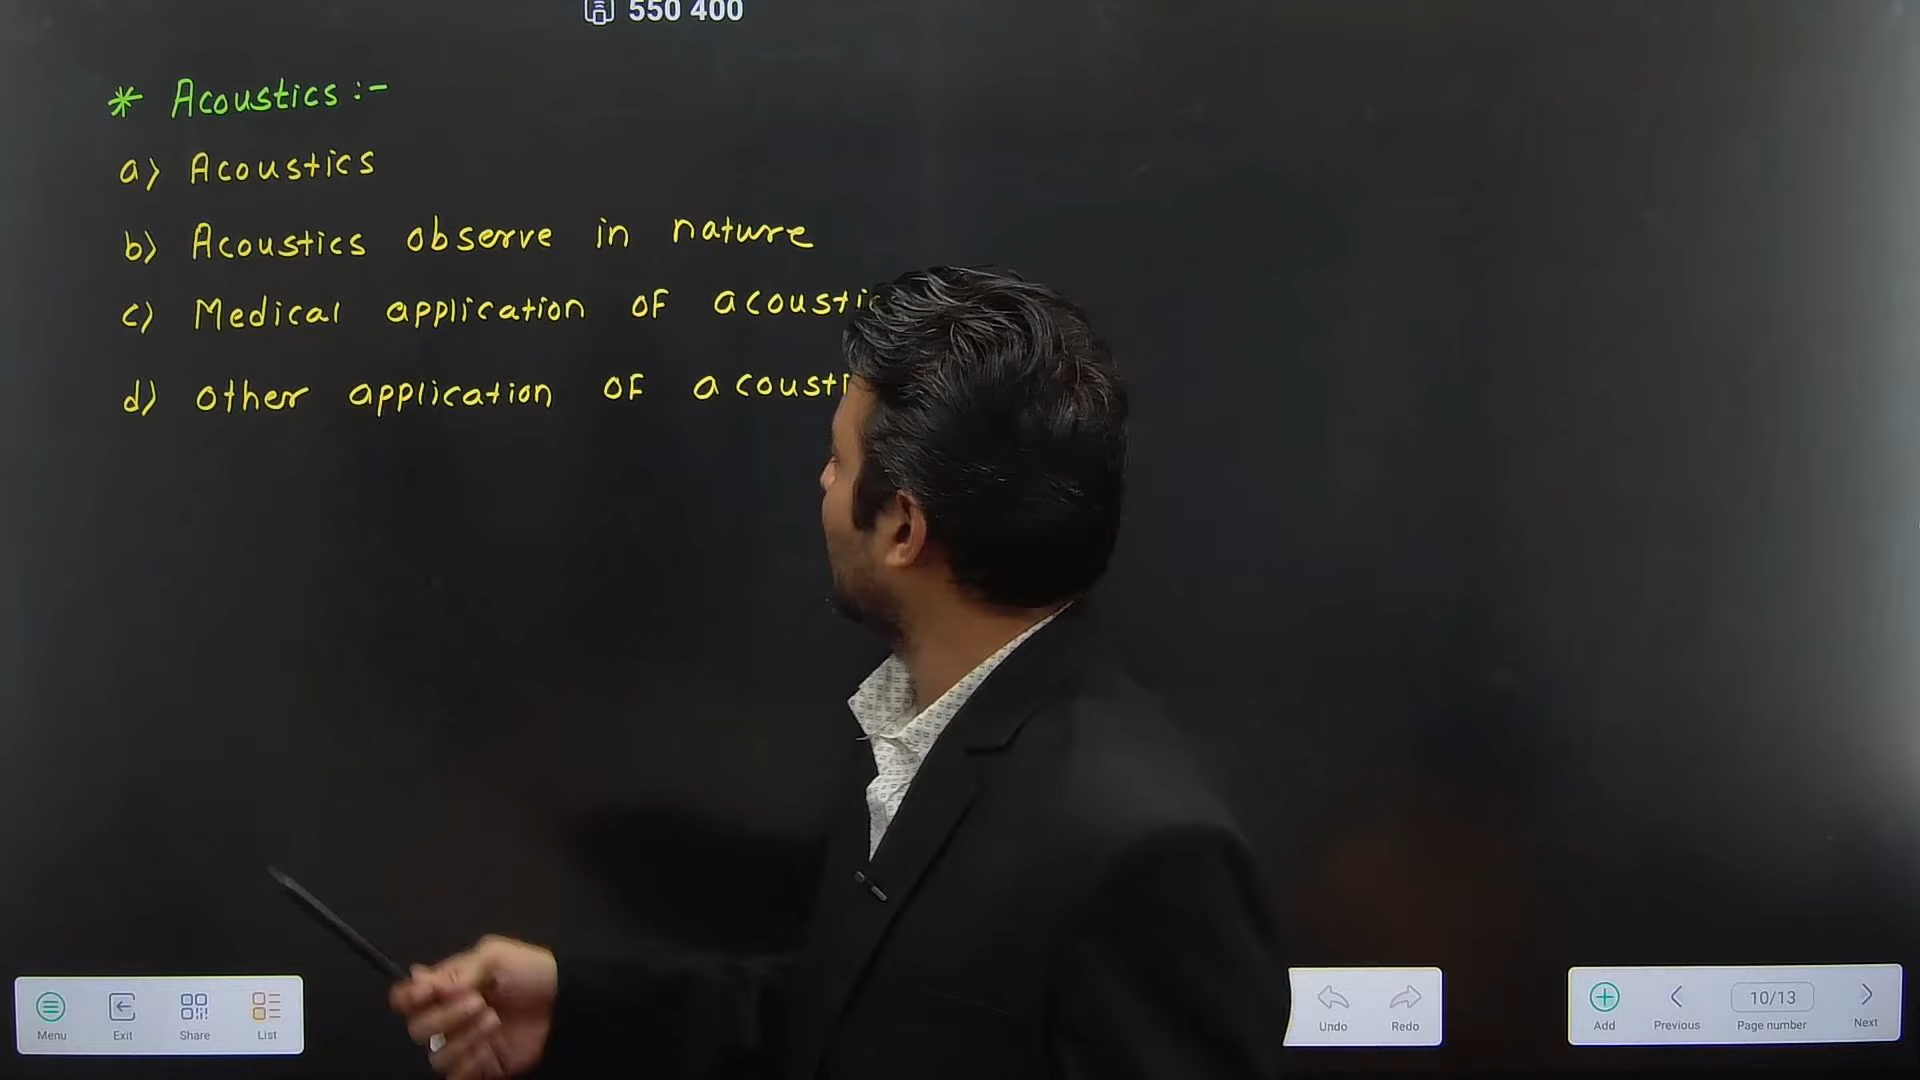 550 400
* Acoustics :-
a) Acoustics
b) Acoustics observe in nature
c) Medical application of
d) other application of
Menu Exit Share List
Undo Redo
Add Previous 10/13 Page number Next